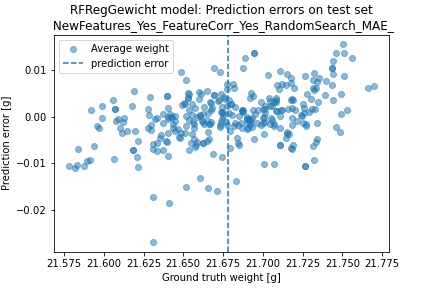 RFRegGewicht model: Prediction errors on test set
NewFeatures_Yes_FeatureCorr_Yes_RandomSearch_MAE_
Average weight
prediction error
0.01
0.00
−0.01
−0.02
Prediction error [g]
21.575 21.600 21.625 21.650 21.675 21.700 21.725 21.750 21.775
Ground truth weight [g]